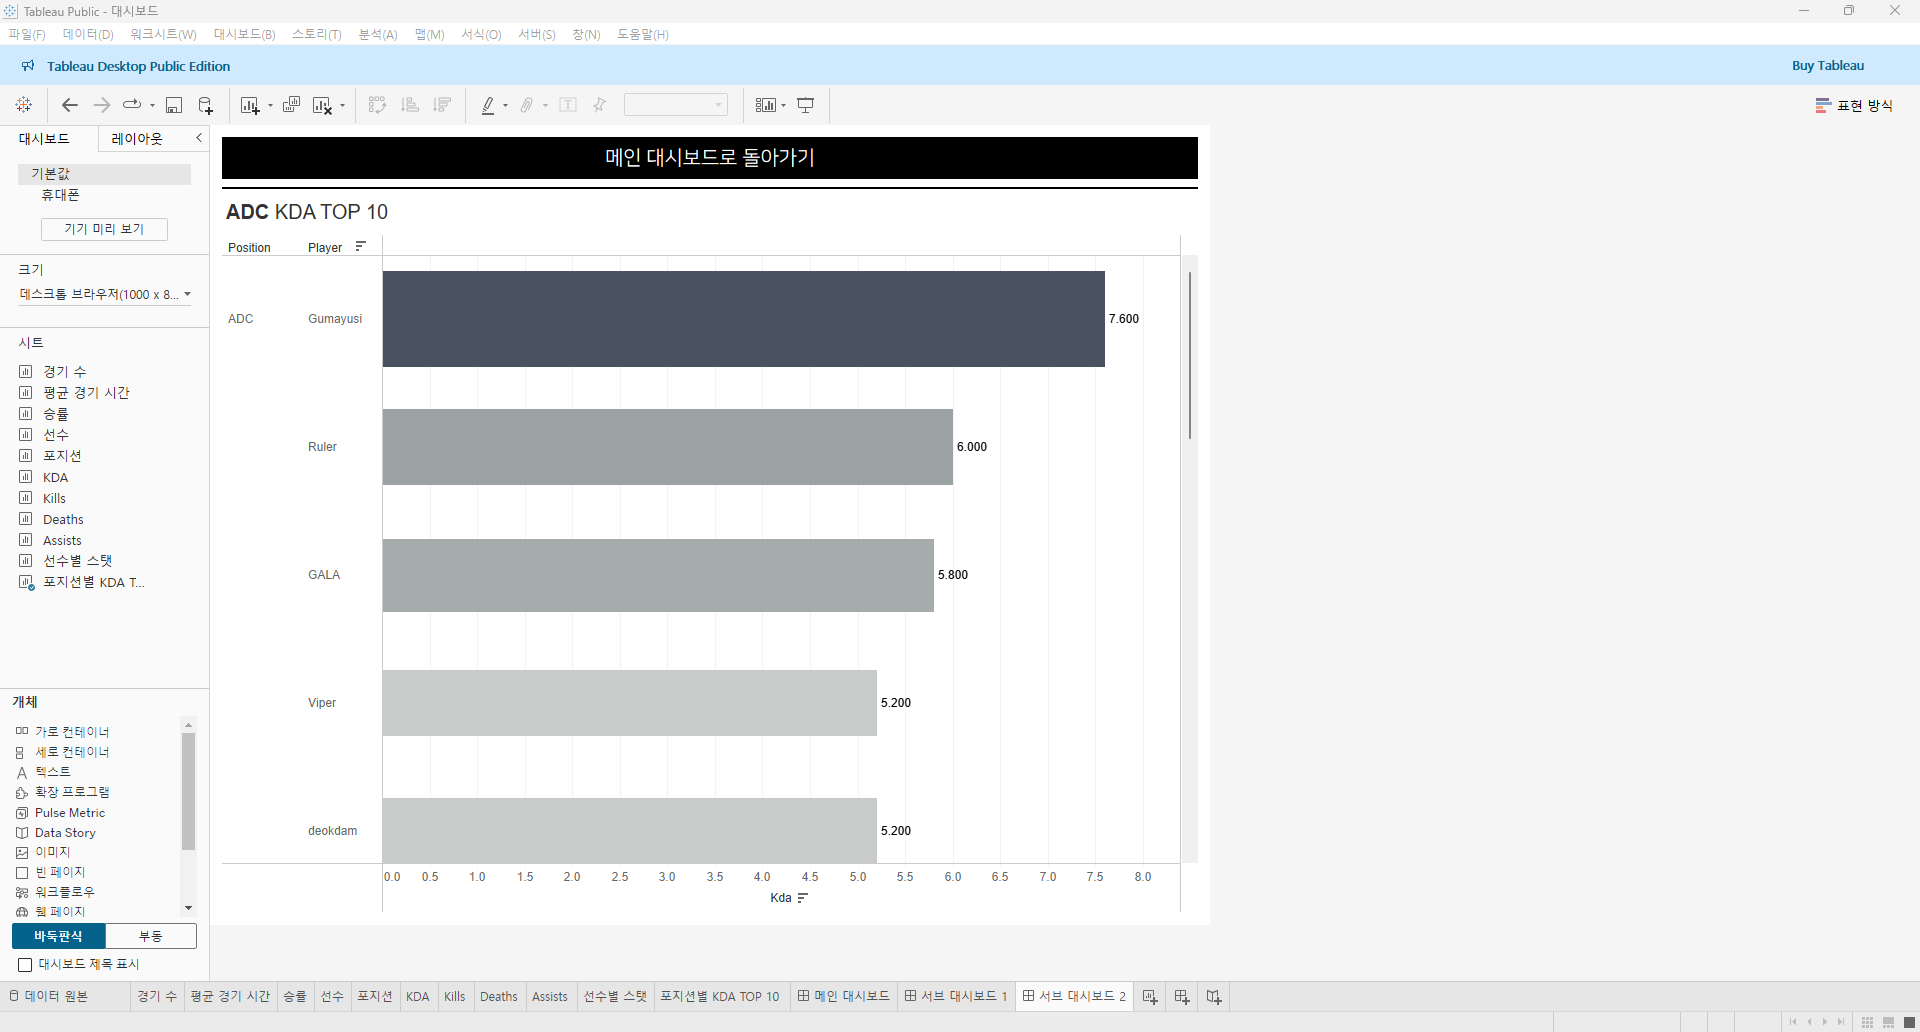 Tableau Public - 대시보드
파일(F) 데이터(D) 워크시트(W) 대시보드(B) 스토리(T) 분석(A) 맵(M) 서식(O) 서버(S) 창(N) 도움말(H)
Tableau Desktop Public Edition
Buy Tableau
표현 방식
대시보드 레이아웃
기본값
휴대폰
기기 미리 보기
크기
데스크톱 브라우저(1000 x 8...
시트
경기 수
평균 경기 시간
승률
선수
포지션
KDA
Kills
Deaths
Assists
선수별 스탯
포지션별 KDA T...
개체
가로 컨테이너
세로 컨테이너
텍스트
확장 프로그램
Pulse Metric
Data Story
이미지
빈 페이지
워크플로우
웹 페이지
바둑판식 부동
대시보드 제목 표시
메인 대시보드로 돌아가기
ADC KDA TOP 10
Position Player
ADC Gumayusi 7.600
Ruler 6.000
GALA 5.800
Viper 5.200
deokdam 5.200
0.0 0.5 1.0 1.5 2.0 2.5 3.0 3.5 4.0 4.5 5.0 5.5 6.0 6.5 7.0 7.5 8.0
Kda
데이터 원본 경기 수 평균 경기 시간 승률 선수 포지션 KDA Kills Deaths Assists 선수별 스탯 포지션별 KDA TOP 10 메인 대시보드 서브 대시보드 1 서브 대시보드 2